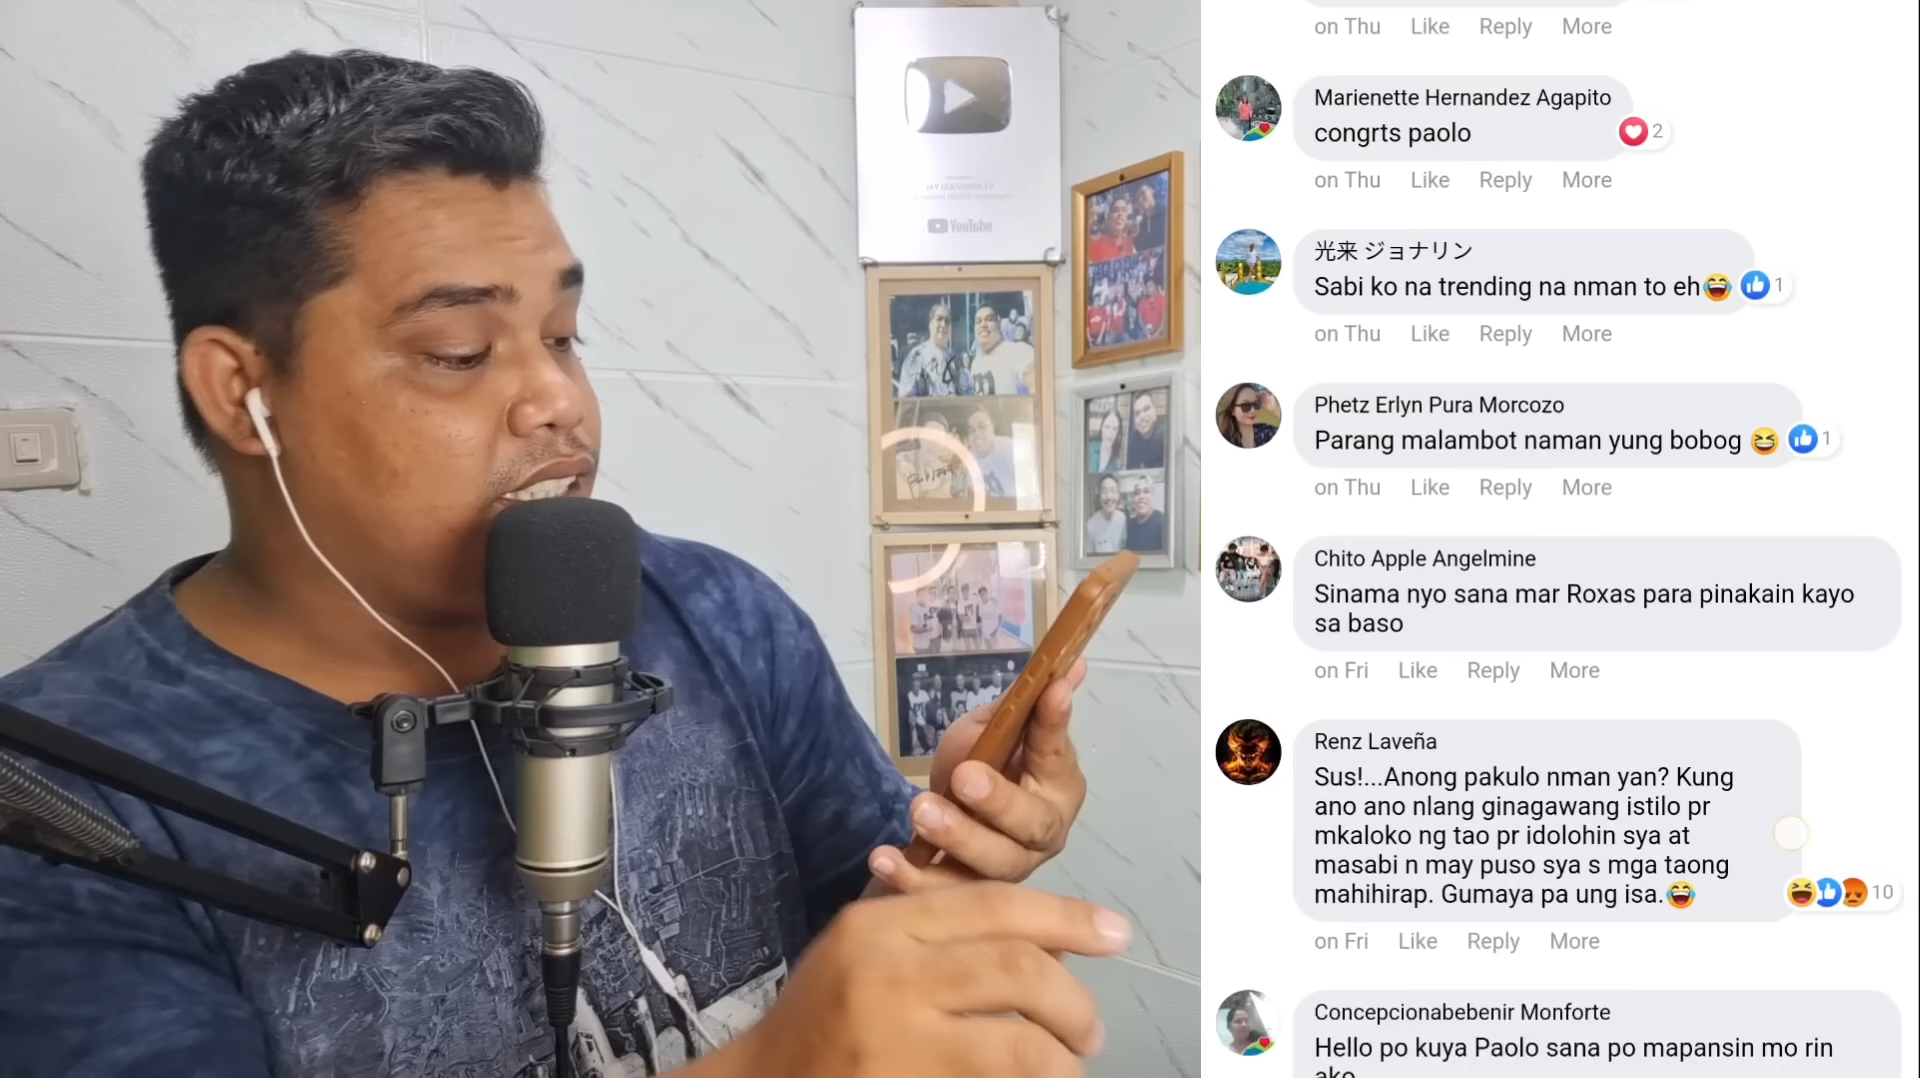 JAY GUEVARRA TV
YouTube
on Thu Like Reply More
Marienette Hernandez Agapito
congrts paolo
2
on Thu Like Reply More
光来 ジョナリン
Sabi ko na trending na nman to eh😂
1
on Thu Like Reply More
Phetz Erlyn Pura Morcozo
Parang malambot naman yung bobog 😆
1
on Thu Like Reply More
Chito Apple Angelmine
Sinama nyo sana mar Roxas para pinakain kayo
sa baso
on Fri Like Reply More
Renz Laveña
Sus!...Anong pakulo nman yan? Kung
ano ano nlang ginagawang istilo pr
mkaloko ng tao pr idolohin sya at
masabi n may puso sya s mga taong
mahihirap. Gumaya pa ung isa.😂
10
on Fri Like Reply More
Concepcionabebenir Monforte
Hello po kuya Paolo sana po mapansin mo rin
ako